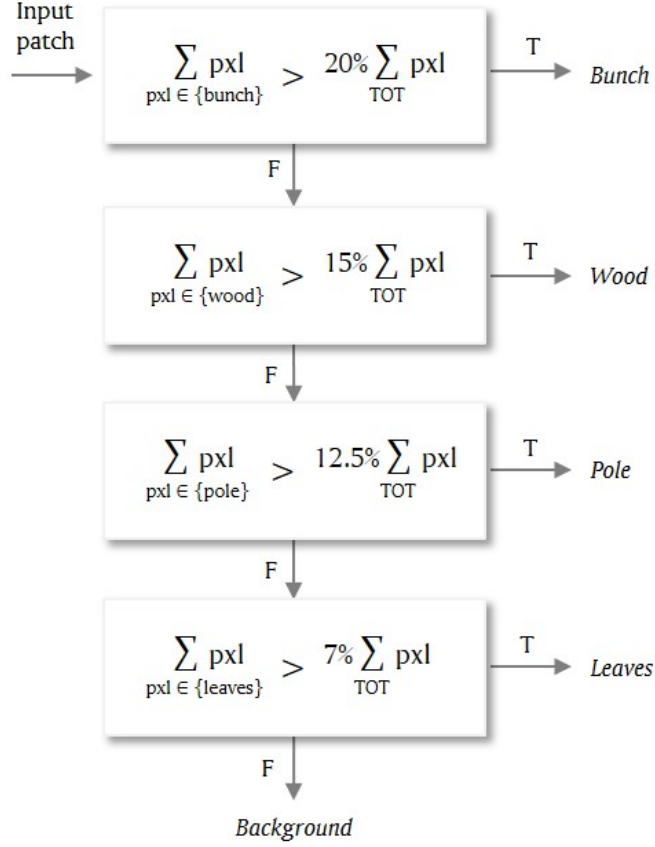 Input
patch
∑ pxl > 20% ∑ pxl
pxl ∈ {bunch} TOT
T
Bunch
F
∑ pxl > 15% ∑ pxl
pxl ∈ {wood} TOT
T
Wood
F
∑ pxl > 12.5% ∑ pxl
pxl ∈ {pole} TOT
T
Pole
F
∑ pxl > 7% ∑ pxl
pxl ∈ {leaves} TOT
T
Leaves
F
Background